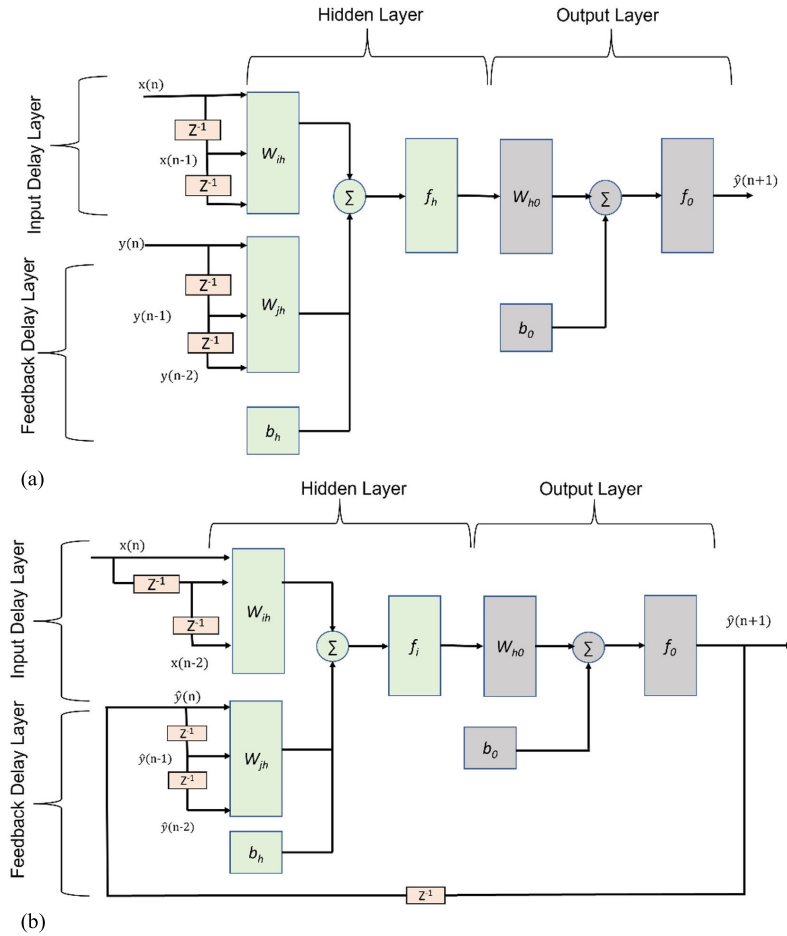 Hidden Layer
Output Layer
Input Delay Layer
x(n)
Z-1
x(n-1)
Z-1
Wih
Σ
fh
Wh0
Σ
f0
ŷ(n+1)
Feedback Delay Layer
y(n)
Z-1
y(n-1)
Z-1
y(n-2)
Wjh
b0
bh
(a)
Hidden Layer
Output Layer
Input Delay Layer
x(n)
Z-1
Z-1
x(n-2)
Wih
Σ
fi
Wh0
Σ
f0
ŷ(n+1)
Feedback Delay Layer
ŷ(n)
Z-1
ŷ(n-1)
Z-1
ŷ(n-2)
Wjh
b0
bh
Z-1
(b)